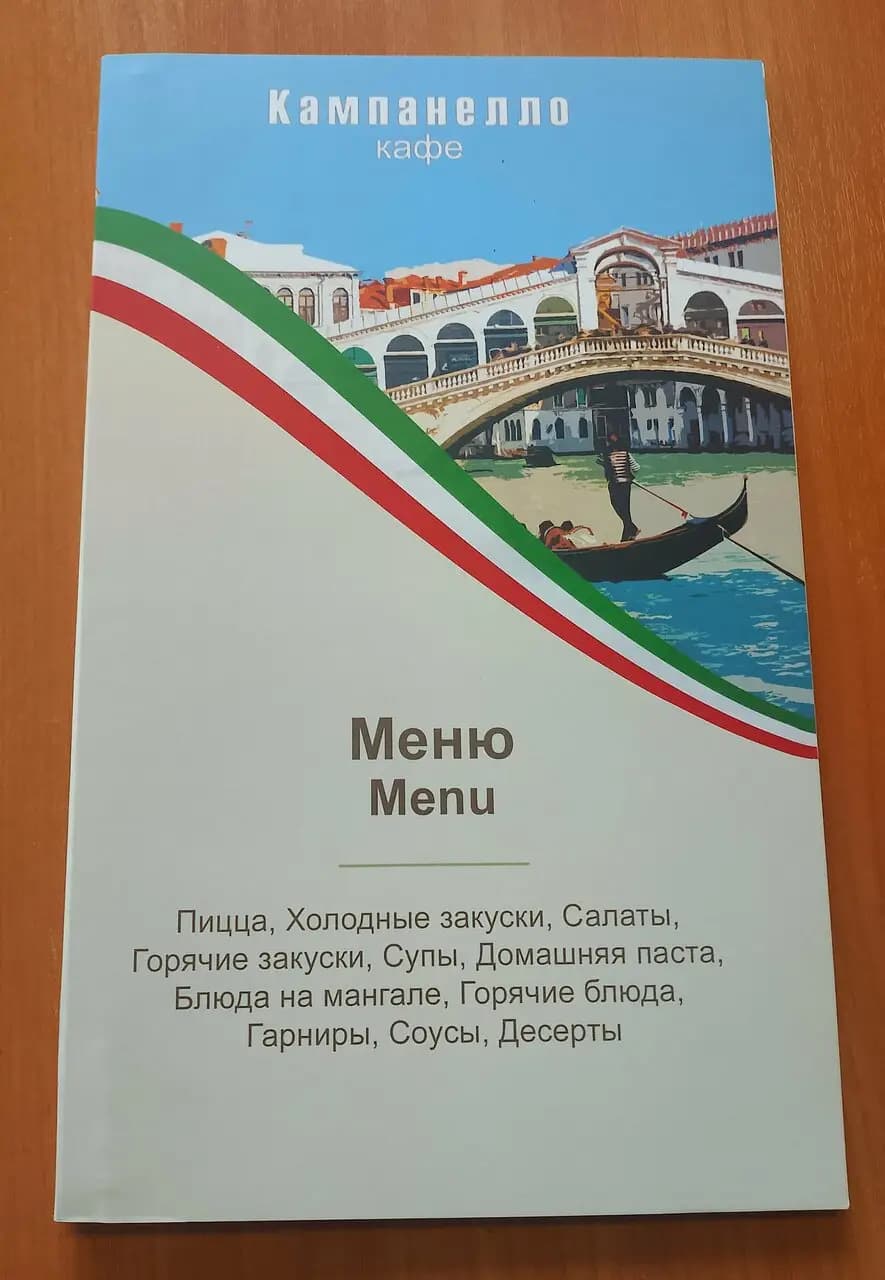 Кампанелло
кафе
Меню
Menu
Пицца, Холодные закуски, Салаты,
Горячие закуски, Супы, Домашняя паста,
Блюда на мангале, Горячие блюда,
Гарниры, Соусы, Десерты